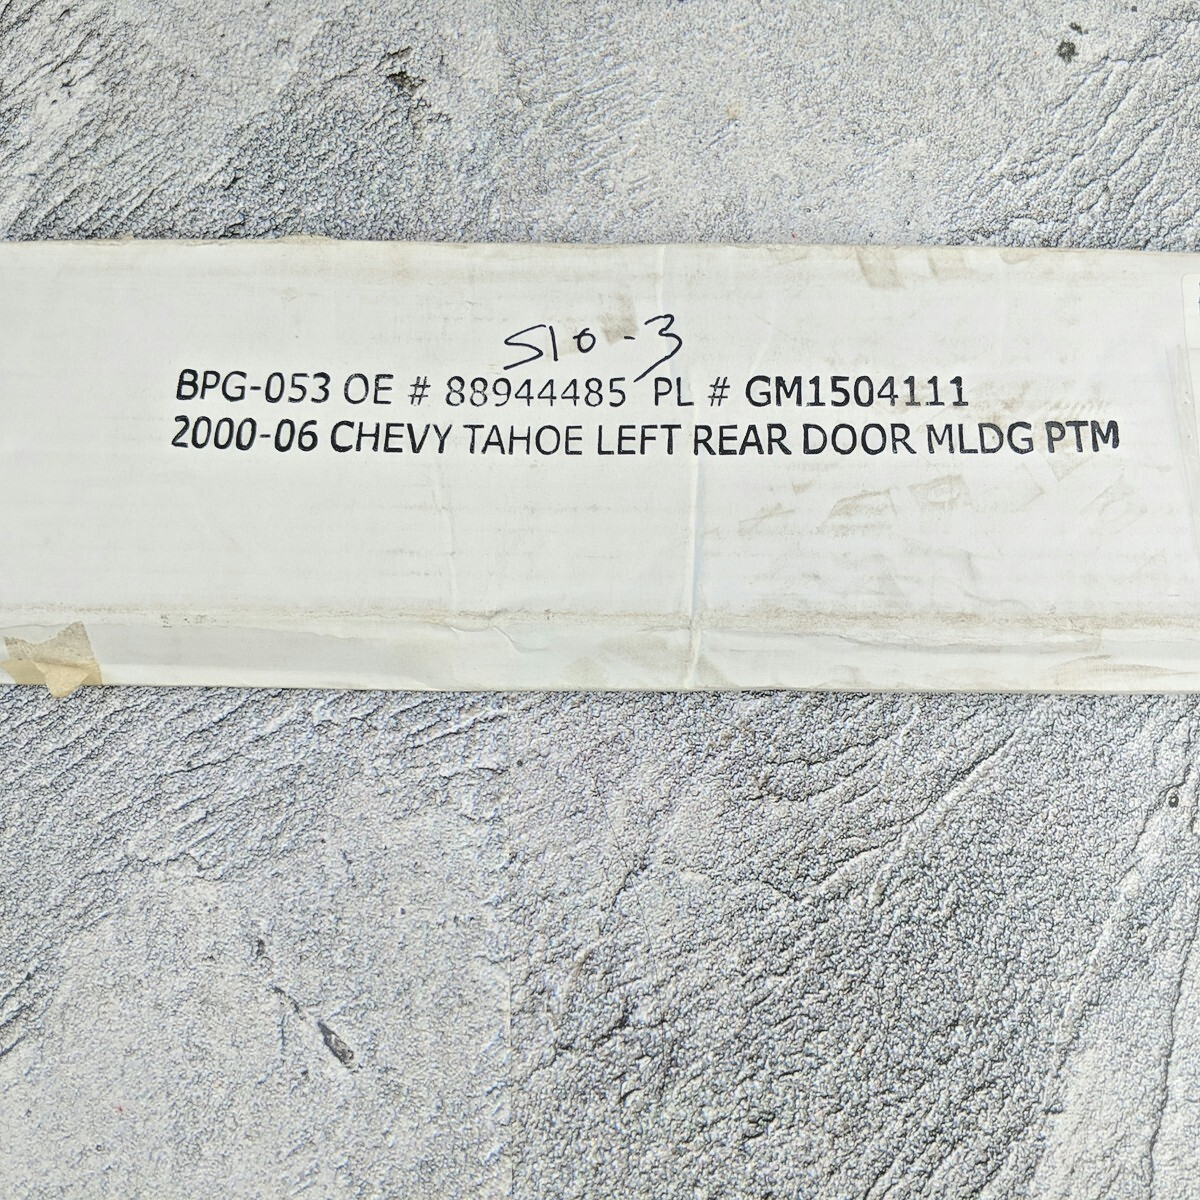 S10-3
BPG-053 OE # 88944485 PL # GM1504111
2000-06 CHEVY TAHOE LEFT REAR DOOR MLDG PTM